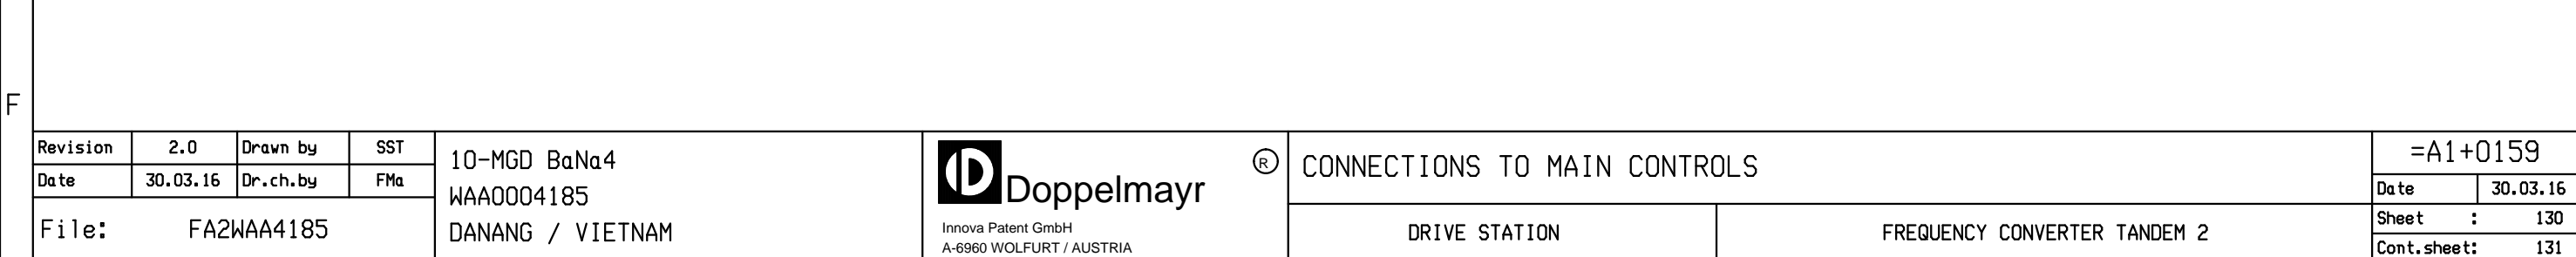 F
Revision 2.0 Drawn by SST
Date 30.03.16 Dr.ch.by FMa
File: FA2WAA4185
10-MGD BaNa4
WAA0004185
DANANG / VIETNAM
Doppelmayr ®
Innova Patent GmbH
A-6960 WOLFURT / AUSTRIA
CONNECTIONS TO MAIN CONTROLS
DRIVE STATION
FREQUENCY CONVERTER TANDEM 2
=A1+0159
Date 30.03.16
Sheet : 130
Cont.sheet: 131